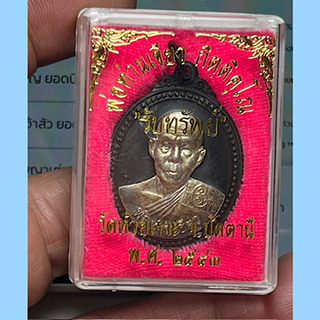 พ่อท่านเขียว กิตติคุโณ
"รับทรัพย์"
วัดห้วยเงาะ จ.ปัตตานี
พ.ศ. ๒๕๔๓